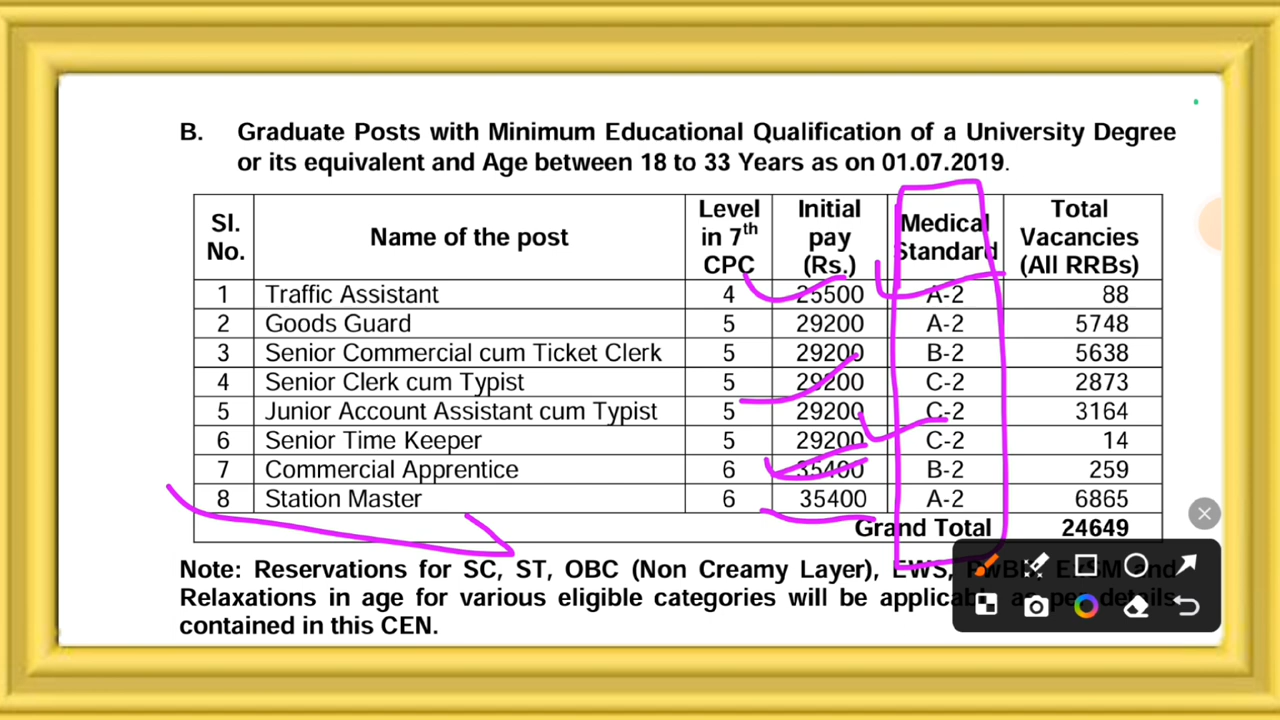 B. Graduate Posts with Minimum Educational Qualification of a University Degree
or its equivalent and Age between 18 to 33 Years as on 01.07.2019.
Sl. No. Name of the post Level in 7th CPC Initial pay (Rs.) Medical Standard Total Vacancies (All RRBs)
1 Traffic Assistant 4 25500 A-2 88
2 Goods Guard 5 29200 A-2 5748
3 Senior Commercial cum Ticket Clerk 5 29200 B-2 5638
4 Senior Clerk cum Typist 5 29200 C-2 2873
5 Junior Account Assistant cum Typist 5 29200 C-2 3164
6 Senior Time Keeper 5 29200 C-2 14
7 Commercial Apprentice 6 35400 B-2 259
8 Station Master 6 35400 A-2 6865
Grand Total 24649
Note: Reservations for SC, ST, OBC (Non Creamy Layer), EWS, and
Relaxations in age for various eligible categories will be details
contained in this CEN.